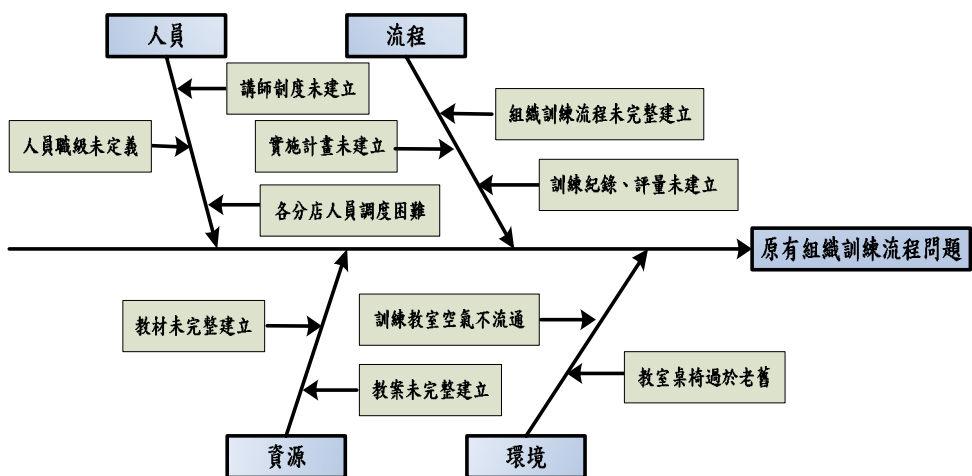 人員
流程
講師制度未建立
組織訓練流程未完整建立
人員職級未定義
實施計畫未建立
訓練紀錄、評量未建立
各分店人員調度困難
原有組織訓練流程問題
教材未完整建立
訓練教室空氣不流通
教室桌椅過於老舊
教案未完整建立
資源
環境